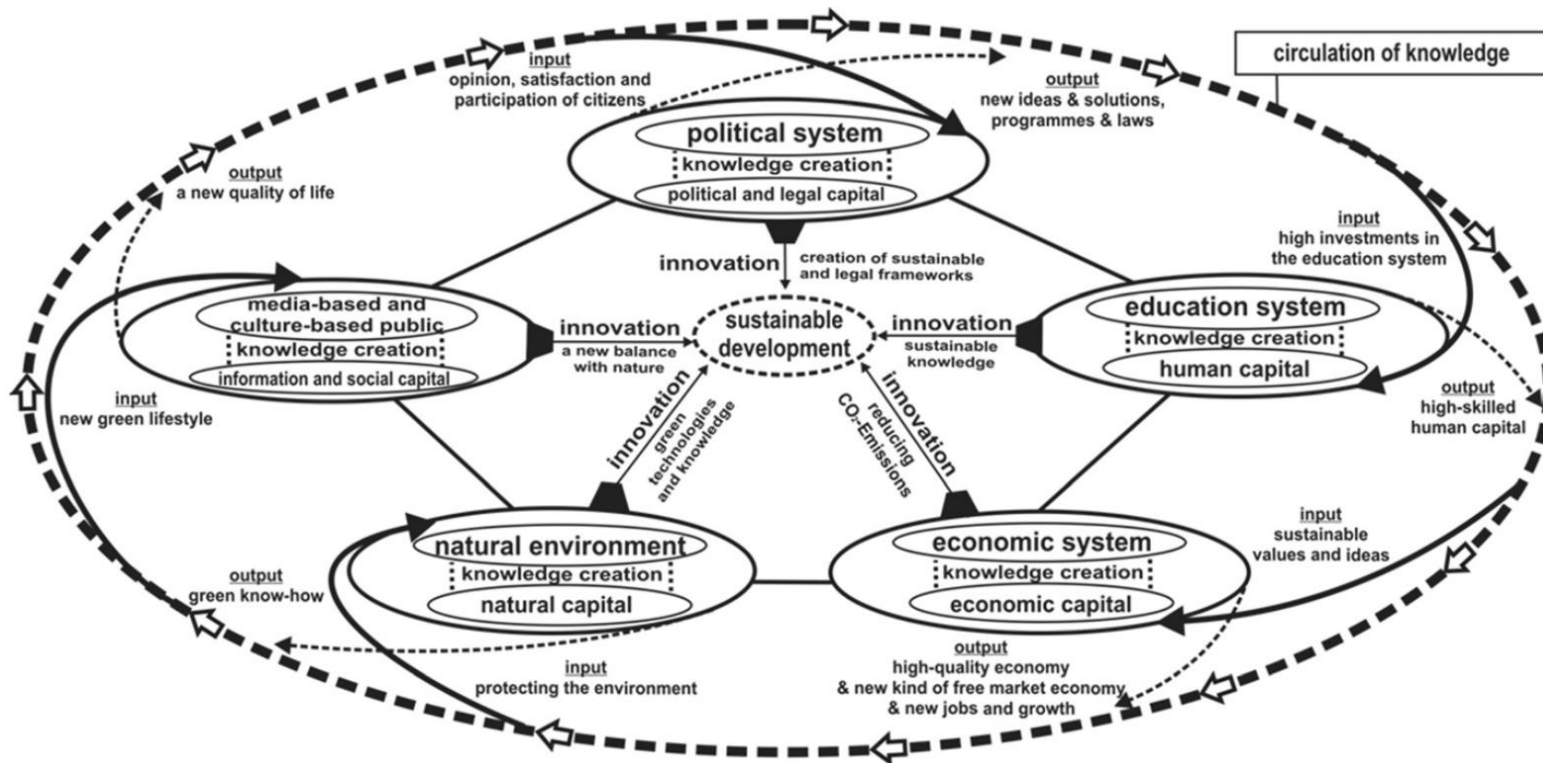 circulation of knowledge
input
opinion, satisfaction and
participation of citizens
output
new ideas & solutions,
programmes & laws
political system
knowledge creation
political and legal capital
output
a new quality of life
input
high investments in
the education system
innovation
creation of sustainable
and legal frameworks
media-based and
culture-based public
knowledge creation
information and social capital
innovation
a new balance
with nature
sustainable
development
innovation
sustainable
knowledge
education system
knowledge creation
human capital
input
new green lifestyle
output
high-skilled
human capital
innovation
green
technologies
and knowledge
innovation
reducing
CO₂-Emissions
natural environment
knowledge creation
natural capital
economic system
knowledge creation
economic capital
input
sustainable
values and ideas
output
green know-how
input
protecting the environment
output
high-quality economy
& new kind of free market economy
& new jobs and growth